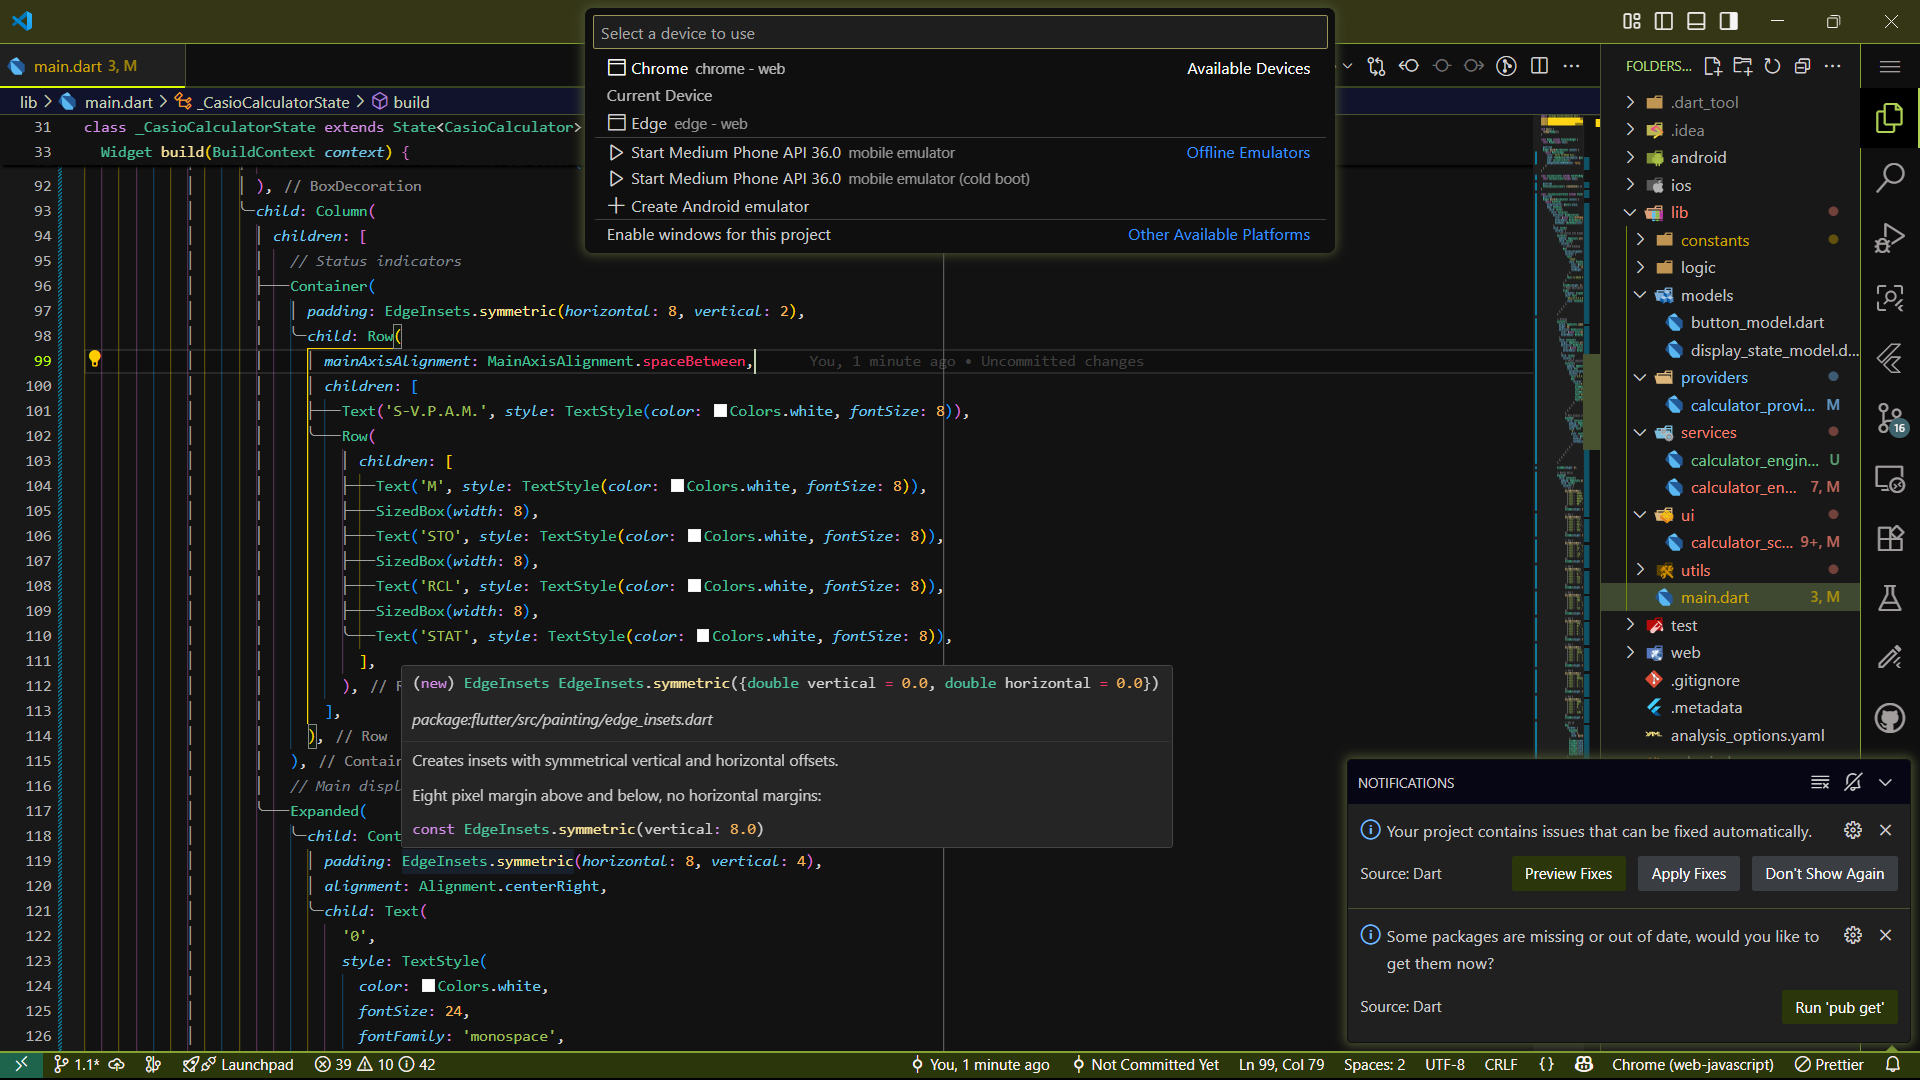 Select a device to use
Chrome chrome - web Available Devices
Current Device
Edge edge - web
Start Medium Phone API 36.0 mobile emulator Offline Emulators
Start Medium Phone API 36.0 mobile emulator (cold boot)
Create Android emulator
Enable windows for this project Other Available Platforms
main.dart 3, M
lib > main.dart > _CasioCalculatorState > build
31 class _CasioCalculatorState extends State<CasioCalculator>
33 Widget build(BuildContext context) {
92 ), // BoxDecoration
93 child: Column(
94 children: [
95 // Status indicators
96 Container(
97 padding: EdgeInsets.symmetric(horizontal: 8, vertical: 2),
98 child: Row(
99 mainAxisAlignment: MainAxisAlignment.spaceBetween, You, 1 minute ago • Uncommitted changes
100 children: [
101 Text('S-V.P.A.M.', style: TextStyle(color: Colors.white, fontSize: 8)),
102 Row(
103 children: [
104 Text('M', style: TextStyle(color: Colors.white, fontSize: 8)),
105 SizedBox(width: 8),
106 Text('STO', style: TextStyle(color: Colors.white, fontSize: 8)),
107 SizedBox(width: 8),
108 Text('RCL', style: TextStyle(color: Colors.white, fontSize: 8)),
109 SizedBox(width: 8),
110 Text('STAT', style: TextStyle(color: Colors.white, fontSize: 8)),
111 ],
112 ), //
113 ],
114 ), // Row
115 ), // Contai
116 // Main displ
117 Expanded(
118 child: Cont
119 padding: EdgeInsets.symmetric(horizontal: 8, vertical: 4),
120 alignment: Alignment.centerRight,
121 child: Text(
122 '0',
123 style: TextStyle(
124 color: Colors.white,
125 fontSize: 24,
126 fontFamily: 'monospace',
(new) EdgeInsets EdgeInsets.symmetric({double vertical = 0.0, double horizontal = 0.0})
package:flutter/src/painting/edge_insets.dart
Creates insets with symmetrical vertical and horizontal offsets.
Eight pixel margin above and below, no horizontal margins:
const EdgeInsets.symmetric(vertical: 8.0)
FOLDERS...
.dart_tool
.idea
android
ios
lib
constants
logic
models
button_model.dart
display_state_model.d...
providers
calculator_provi... M
services
calculator_engin... U
calculator_en... 7, M
ui
calculator_sc... 9+, M
utils
main.dart 3, M
test
web
.gitignore
.metadata
analysis_options.yaml
16
NOTIFICATIONS
Your project contains issues that can be fixed automatically.
Source: Dart Preview Fixes Apply Fixes Don't Show Again
Some packages are missing or out of date, would you like to
get them now?
Source: Dart Run 'pub get'
1.1* Launchpad 39 10 42 You, 1 minute ago Not Committed Yet Ln 99, Col 79 Spaces: 2 UTF-8 CRLF {} Chrome (web-javascript) Prettier